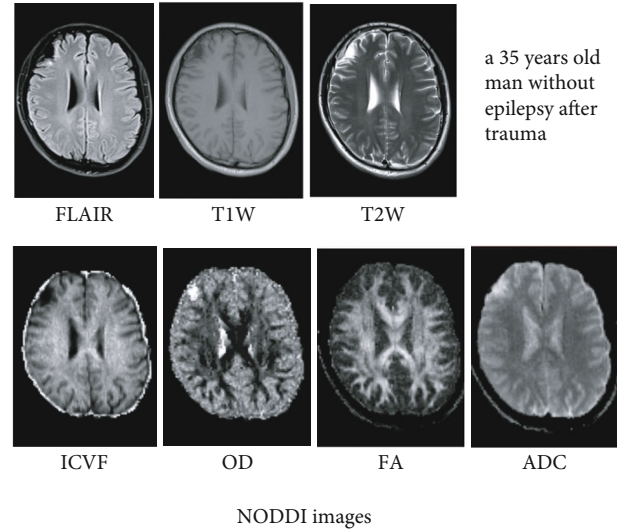 a 35 years old
man without
epilepsy after
trauma
FLAIR
T1W
T2W
ICVF
OD
FA
ADC
NODDI images